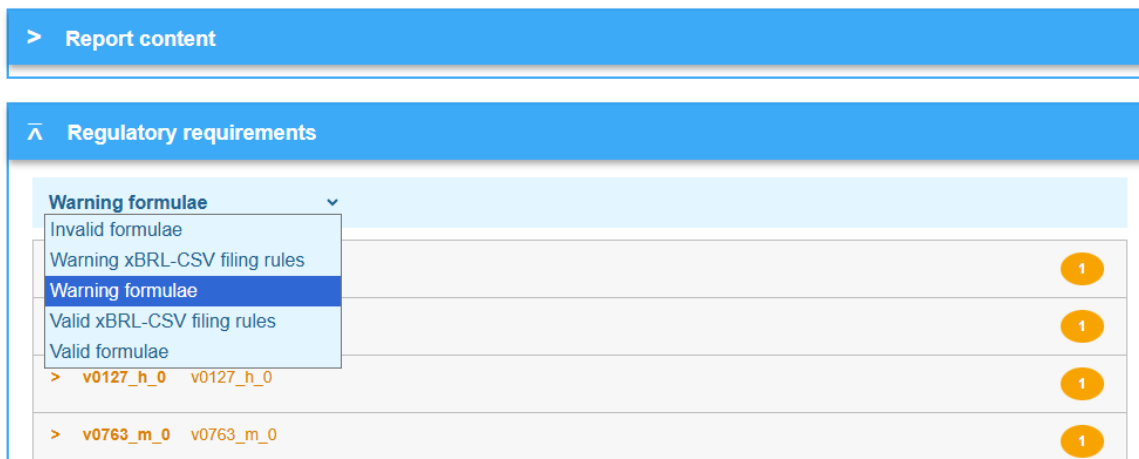 > Report content
⊼ Regulatory requirements
Warning formulae
Invalid formulae
Warning xBRL-CSV filing rules
Warning formulae
Valid xBRL-CSV filing rules
Valid formulae
1
1
> v0127_h_0 v0127_h_0 1
> v0763_m_0 v0763_m_0 1